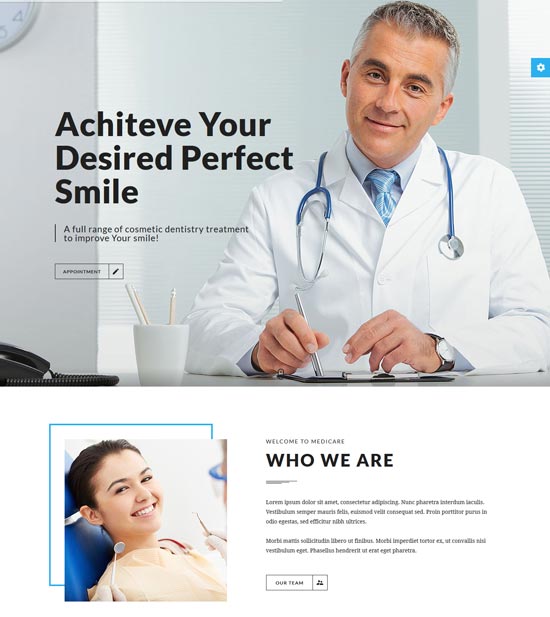 Achiteve Your
Desired Perfect
Smile
A full range of cosmetic dentistry treatment
to improve Your smile!
APPOINTMENT
WELCOME TO MEDICARE
WHO WE ARE
Lorem ipsum dolor sit amet, consectetur adipiscing. Nunc pharetra interdum iaculis.
Vestibulum semper mauris felis, euismod velit consequat sed. Proin porttitor purus in
odio egestas, sed efficitur nibh ultrices.
Morbi mattis sollicitudin libero ut finibus. Morbi imperdiet tortor ex, ut convallis nisi
vestibulum eget. Phasellus hendrerit ut erat eget pharetra.
OUR TEAM